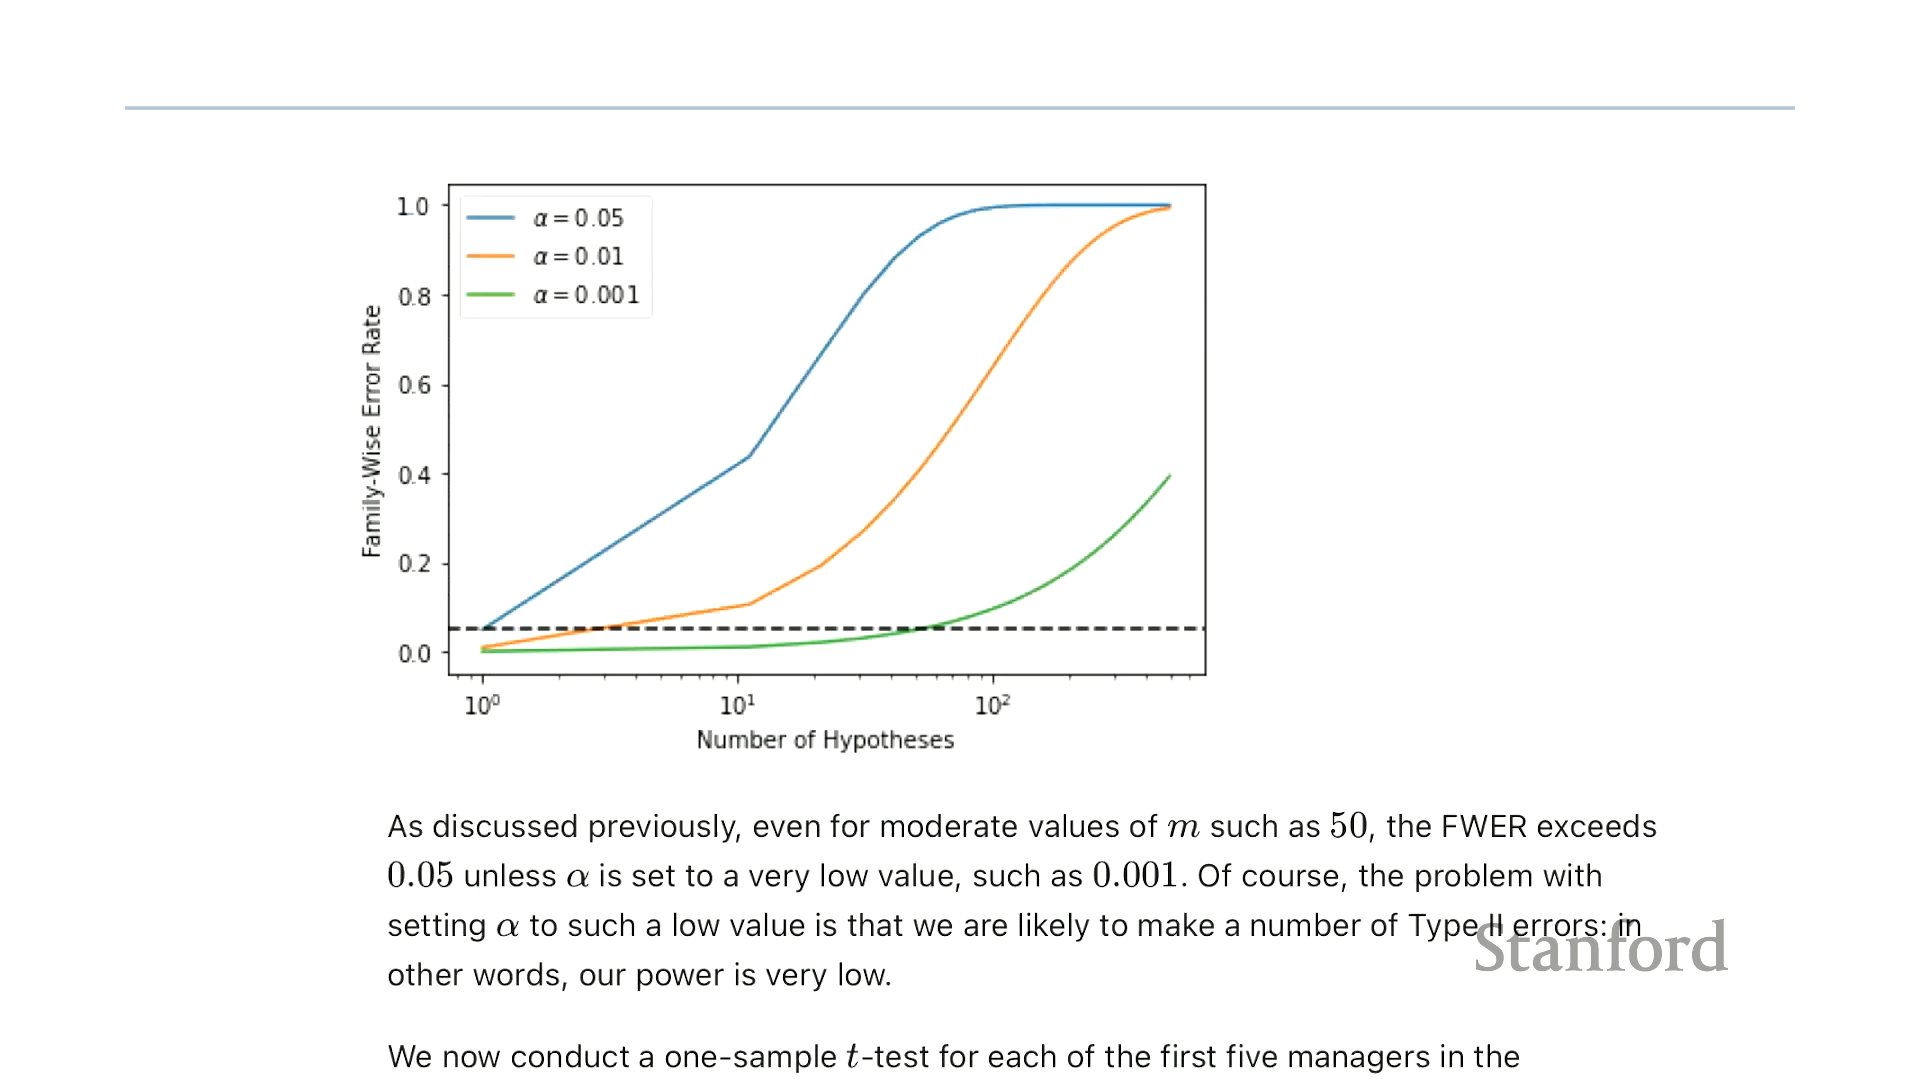 α = 0.05
α = 0.01
α = 0.001
1.0
0.8
0.6
0.4
0.2
0.0
Family-Wise Error Rate
10⁰ 10¹ 10²
Number of Hypotheses
As discussed previously, even for moderate values of m such as 50, the FWER exceeds
0.05 unless α is set to a very low value, such as 0.001. Of course, the problem with
setting α to such a low value is that we are likely to make a number of Type II errors: in
other words, our power is very low.
Stanford
We now conduct a one-sample t-test for each of the first five managers in the